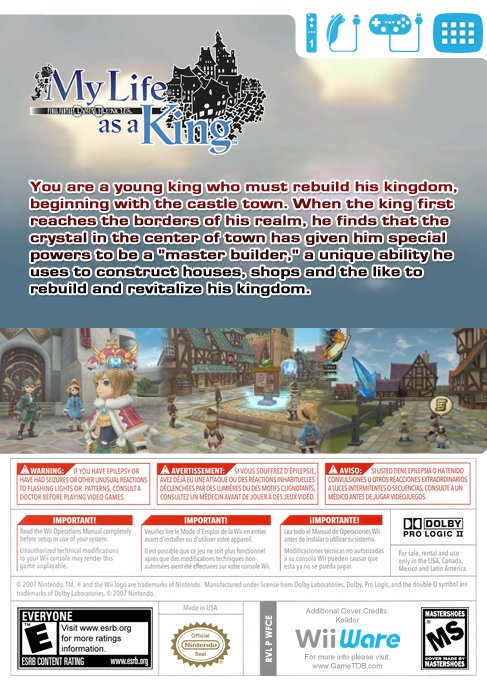 1
My Life
FINAL FANTASY CRYSTAL CHRONICLES
as a King™
You are a young king who must rebuild his kingdom,
beginning with the castle town. When the king first
reaches the borders of his realm, he finds that the
crystal in the center of town has given him special
powers to be a "master builder," a unique ability he
uses to construct houses, shops and the like to
rebuild and revitalize his kingdom.
WARNING: IF YOU HAVE EPILEPSY OR
HAVE HAD SEIZURES OR OTHER UNUSUAL REACTIONS
TO FLASHING LIGHTS OR PATTERNS, CONSULT A
DOCTOR BEFORE PLAYING VIDEO GAMES.
AVERTISSEMENT: SI VOUS SOUFFREZ D'ÉPILEPSIE,
AVEZ DÉJÀ EU UNE ATTAQUE OU DES RÉACTIONS INHABITUELLES
DÉCLENCHÉES PAR DES LUMIÈRES OU DES MOTIFS CLIGNOTANTS,
CONSULTEZ UN MÉDECIN AVANT DE JOUER À DES JEUX VIDÉO.
AVISO: SI USTED TIENE EPILEPSIA O HA TENIDO
CONVULSIONES U OTRAS REACCIONES EXTRAORDINARIOS
A LUCES INTERMITENTES O SECUENCIAS, CONSULTE A UN
MÉDICO ANTES DE JUGAR VIDEOJUEGOS.
IMPORTANT!
Read the Wii Operations Manual completely
before setup or use of your system.
Unauthorized technical modifications
to your Wii console may render this
game unplayable.
IMPORTANT!
Veuillez lire le Mode d'Emploi de la Wii en entier
avant d'installer ou d'utiliser votre appareil.
Il est possible que ce jeu ne soit plus fonctionnel
après que des modifications techniques non-
autorisées aient été effectuées sur votre console Wii.
¡IMPORTANT!
Lea todo el Manual de Operaciones Wii
antes de instalar o utilizar su sistema.
Modificaciones técnicas no autorizadas
a su consola Wii pueden causar que
esta ya no se pueda jugar.
DOLBY
PRO LOGIC II
For sale, rental and use
only in the USA, Canada,
Mexico and Latin America.
© 2007 Nintendo. TM, ® and the Wii logo are trademarks of Nintendo. Manufactured under license from Dolby Laboratories. Dolby, Pro Logic, and the double-D symbol are
trademarks of Dolby Laboratories. © 2007 Nintendo.
EVERYONE
E
Visit www.esrb.org
for more ratings
information.
ESRB CONTENT RATING www.esrb.org
Made in USA.
Official
Nintendo
Seal
RVL P WFCE
Additional Cover Credits:
Kalidor
WiiWare
For more info please visit:
www.GameTDB.com
MASTERSHOES
MS
COVER MADE BY
MASTERSHOES